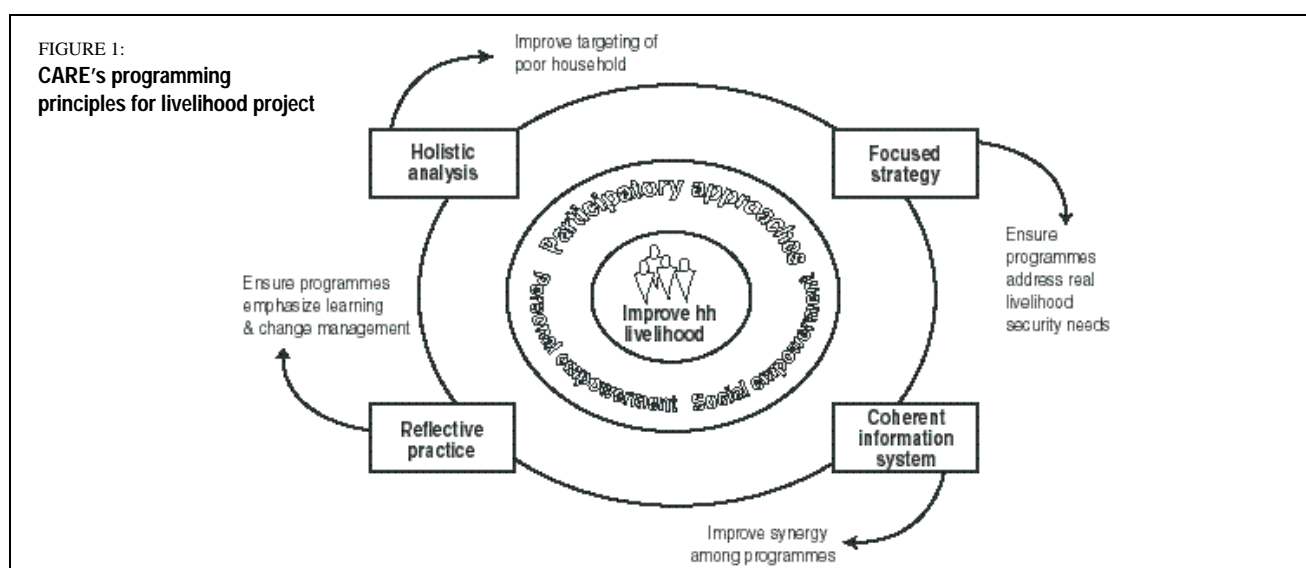 FIGURE 1:
CARE's programming
principles for livelihood project
Improve targeting of
poor household
Holistic
analysis
Focused
strategy
Ensure
programmes
address real
livelihood
security needs
Participatory approaches
Personal empowerment
Social empowerment
Improve hh
livelihood
Ensure programmes
emphasize learning
& change management
Reflective
practice
Coherent
information
system
Improve synergy
among programmes